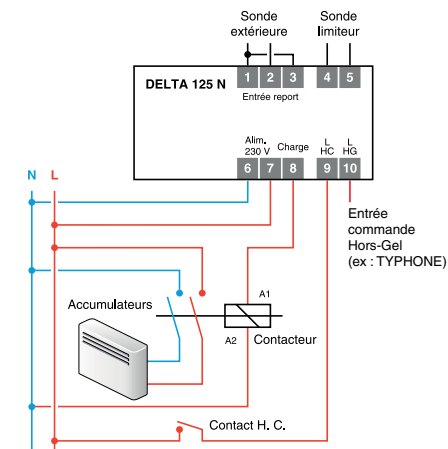 Sonde
extérieure
Sonde
limiteur
DELTA 125 N
1 2 3 4 5
Entrée report
Alim.
230 V
Charge
L
HC
L
HG
6 7 8 9 10
N L
Entrée
commande
Hors-Gel
(ex : TYPHONE)
A1
Accumulateurs
A2
Contacteur
Contact H. C.